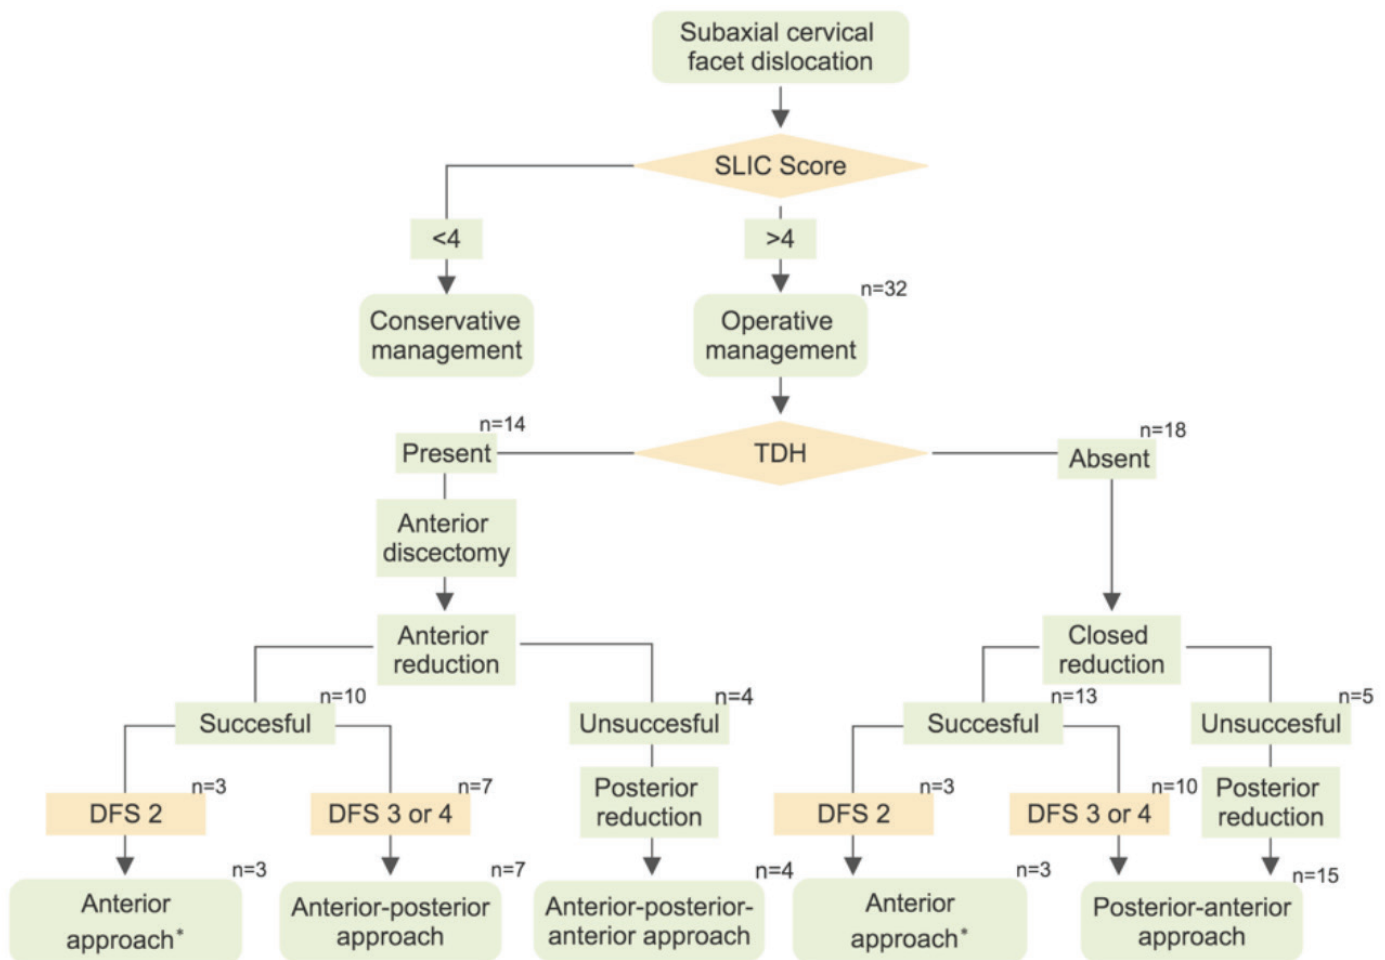 Subaxial cervical
facet dislocation
SLIC Score
<4
>4
n=32
Conservative
management
Operative
management
n=14
Present
TDH
n=18
Absent
Anterior
discectomy
Anterior
reduction
Closed
reduction
n=10
Succesful
n=4
Unsuccesful
n=13
Succesful
n=5
Unsuccesful
n=3
DFS 2
n=7
DFS 3 or 4
Posterior
reduction
n=3
DFS 2
n=10
DFS 3 or 4
Posterior
reduction
n=3
Anterior
approach*
n=7
Anterior-posterior
approach
n=4
Anterior-posterior-
anterior approach
n=3
Anterior
approach*
n=15
Posterior-anterior
approach